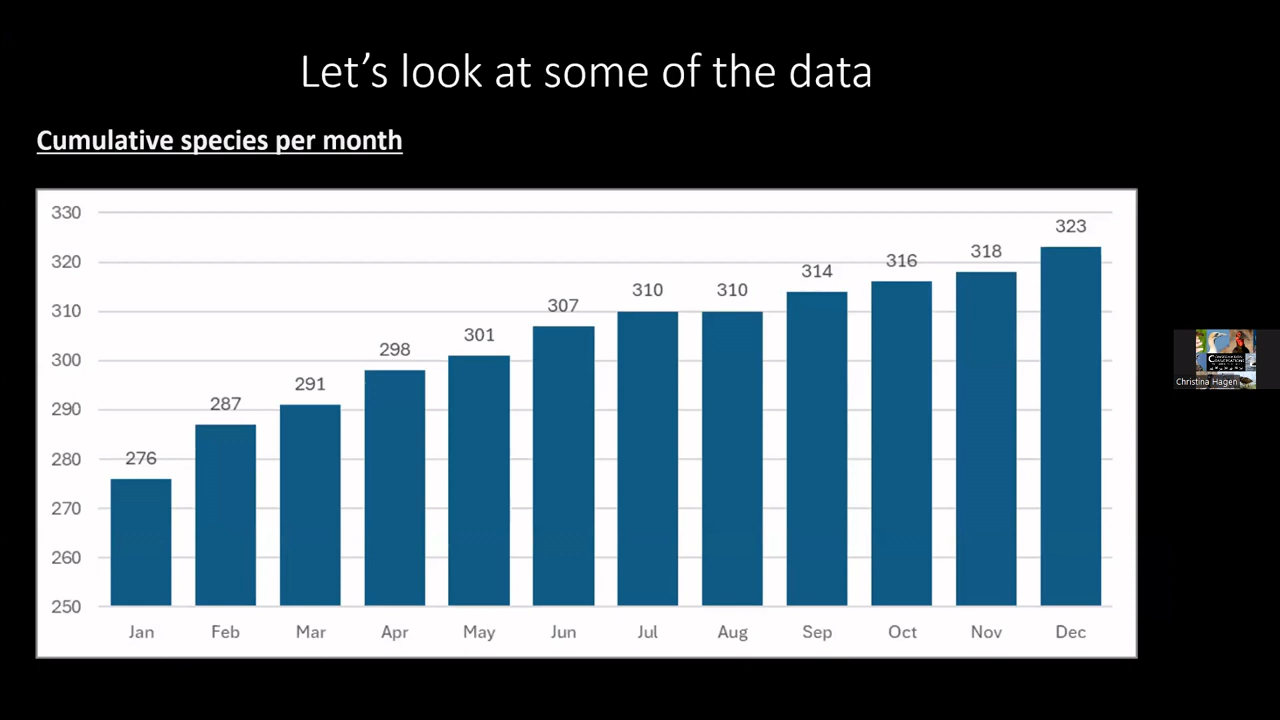 Let's look at some of the data
Cumulative species per month
330
320
310
300
290
280
270
260
250
276
287
291
298
301
307
310
310
314
316
318
323
Jan
Feb
Mar
Apr
May
Jun
Jul
Aug
Sep
Oct
Nov
Dec
Christina Hagen